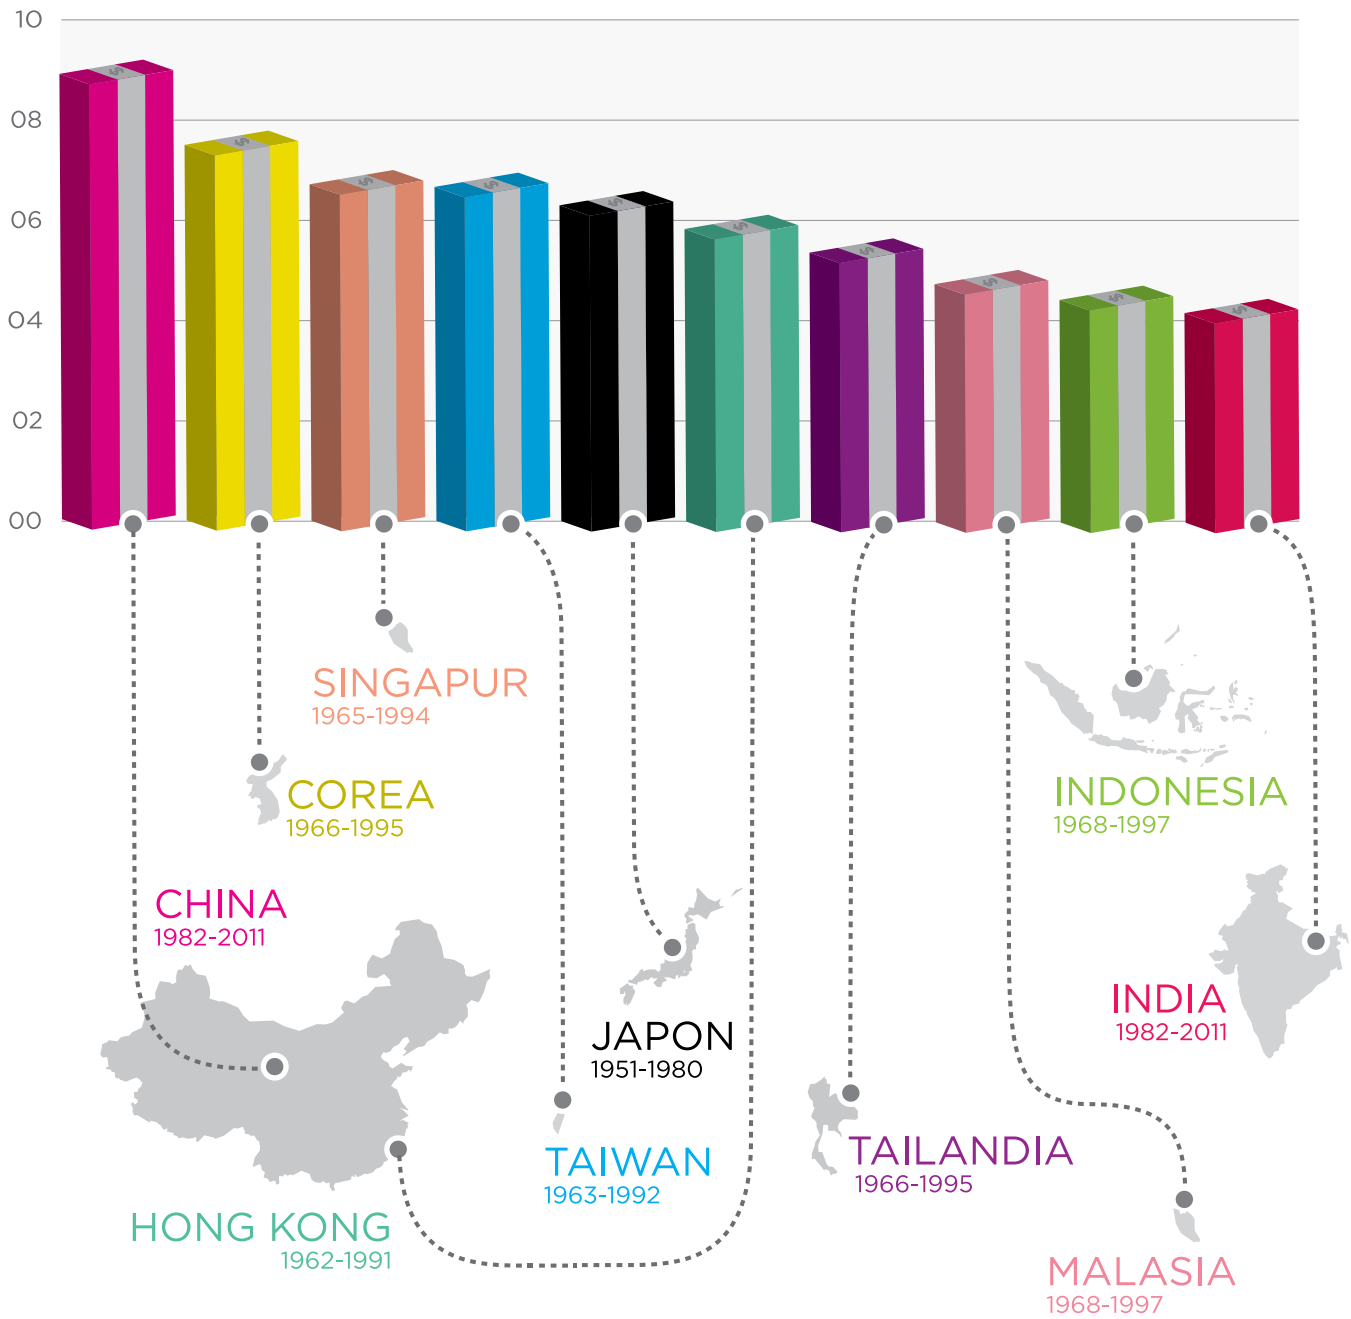 10
08
06
04
02
00
$
$
$
$
$
$
$
$
$
$
SINGAPUR
1965-1994
COREA
1966-1995
INDONESIA
1968-1997
CHINA
1982-2011
INDIA
1982-2011
JAPON
1951-1980
TAIWAN
1963-1992
TAILANDIA
1966-1995
HONG KONG
1962-1991
MALASIA
1968-1997